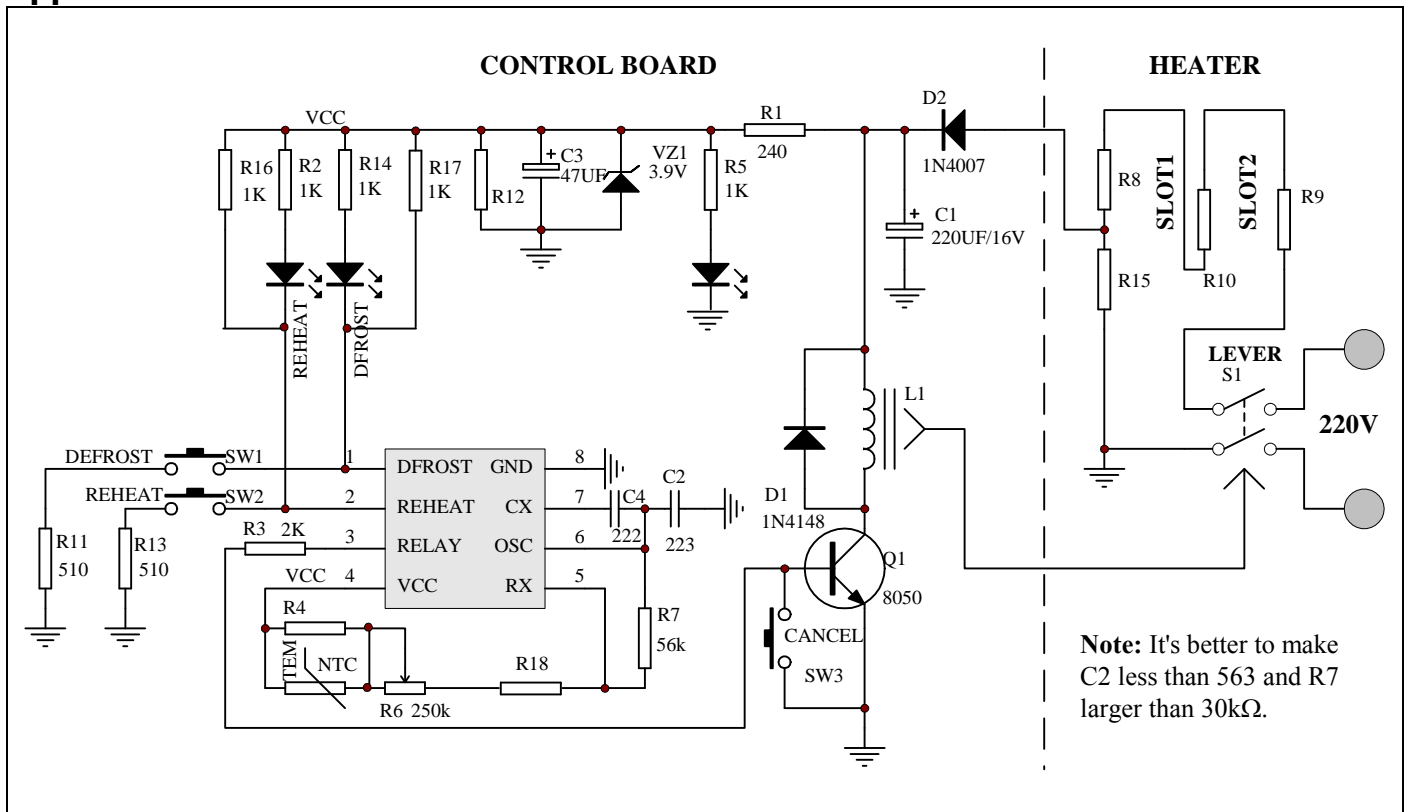 CONTROL BOARD
HEATER
VCC
R16
1K
R2
1K
R14
1K
R17
1K
R12
C3
47UF
VZ1
3.9V
R5
1K
R1
240
D2
1N4007
C1
220UF/16V
R8
SLOT1
SLOT2
R9
R15
R10
REHEAT
DFROST
LEVER
S1
220V
L1
D1
1N4148
Q1
8050
DEFROST
SW1
REHEAT
SW2
R11
510
R13
510
R3 2K
1
2
3
4
DFROST GND
REHEAT CX
RELAY OSC
VCC RX
8
7
6
5
C4
222
C2
223
VCC
R4
TEM
NTC
R6 250k
R18
R7
56k
CANCEL
SW3
Note: It's better to make
C2 less than 563 and R7
larger than 30kΩ.